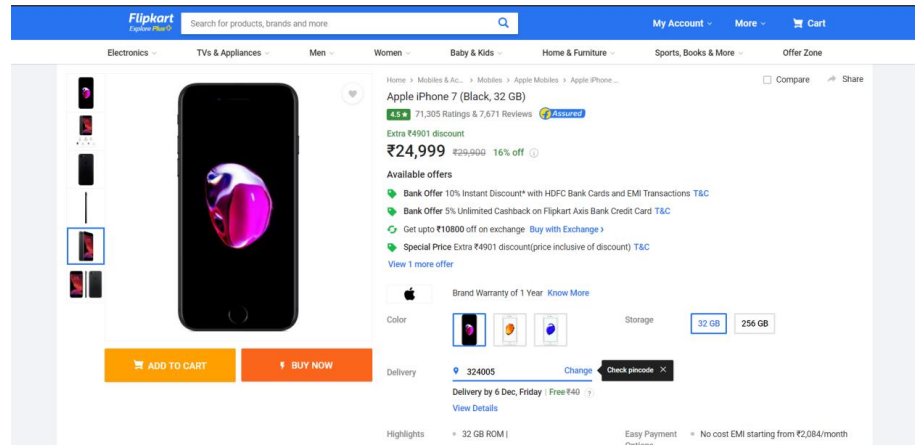 Flipkart
Explore Plus
Search for products, brands and more
My Account
More
Cart
Electronics
TVs & Appliances
Men
Women
Baby & Kids
Home & Furniture
Sports, Books & More
Offer Zone
Home > Mobiles & Ac... > Mobiles > Apple Mobiles > Apple iPhone ...
Compare
Share
Apple iPhone 7 (Black, 32 GB)
4.5★ 71,305 Ratings & 7,671 Reviews Assured
Extra ₹4901 discount
₹24,999 ₹29,900 16% off
Available offers
Bank Offer 10% Instant Discount* with HDFC Bank Cards and EMI Transactions T&C
Bank Offer 5% Unlimited Cashback on Flipkart Axis Bank Credit Card T&C
Get upto ₹10800 off on exchange Buy with Exchange >
Special Price Extra ₹4901 discount(price inclusive of discount) T&C
View 1 more offer
Brand Warranty of 1 Year Know More
Color
Storage
32 GB
256 GB
ADD TO CART
BUY NOW
Delivery
324005
Change
Check pincode ×
Delivery by 6 Dec, Friday | Free ₹40 ?
View Details
Highlights
32 GB ROM |
Easy Payment
Options
No cost EMI starting from ₹2,084/month